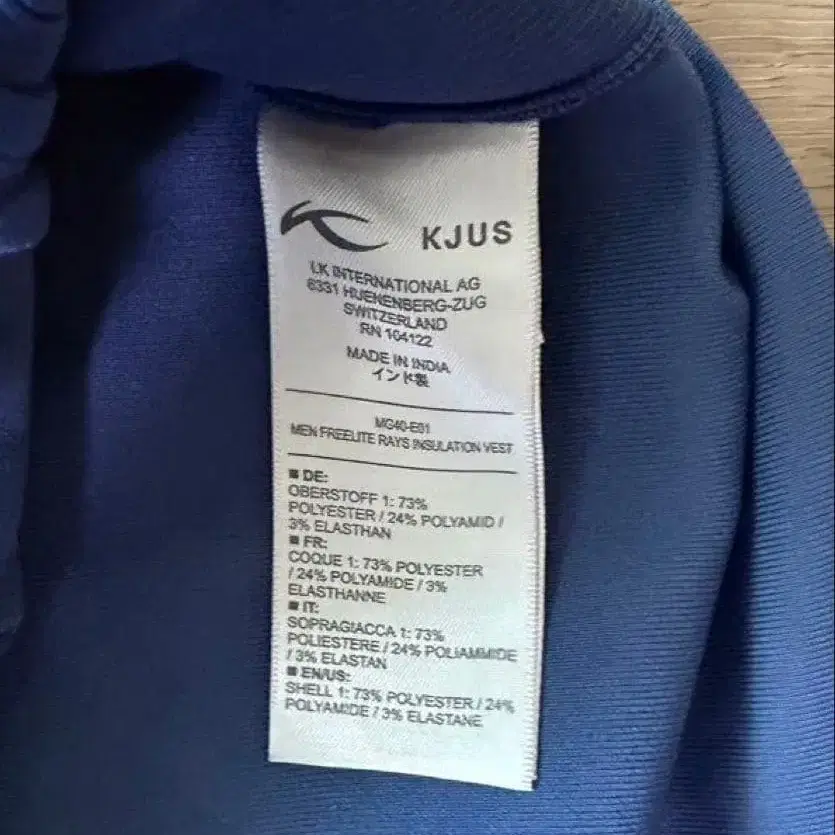 KJUS
LK INTERNATIONAL AG
6331 HUENENBERG-ZUG
SWITZERLAND
RN 104122
MADE IN INDIA
インド製
MG40-E01
MEN FREELITE RAYS INSULATION VEST
■ DE:
OBERSTOFF 1: 73%
POLYESTER / 24% POLYAMID /
3% ELASTHAN
■ FR:
COQUE 1: 73% POLYESTER
/ 24% POLYAMIDE / 3%
ELASTHANNE
■ IT:
SOPRAGIACCA 1: 73%
POLIESTERE / 24% POLIAMMIDE
/ 3% ELASTAN
■ EN/US:
SHELL 1: 73% POLYESTER / 24%
POLYAMIDE / 3% ELASTANE